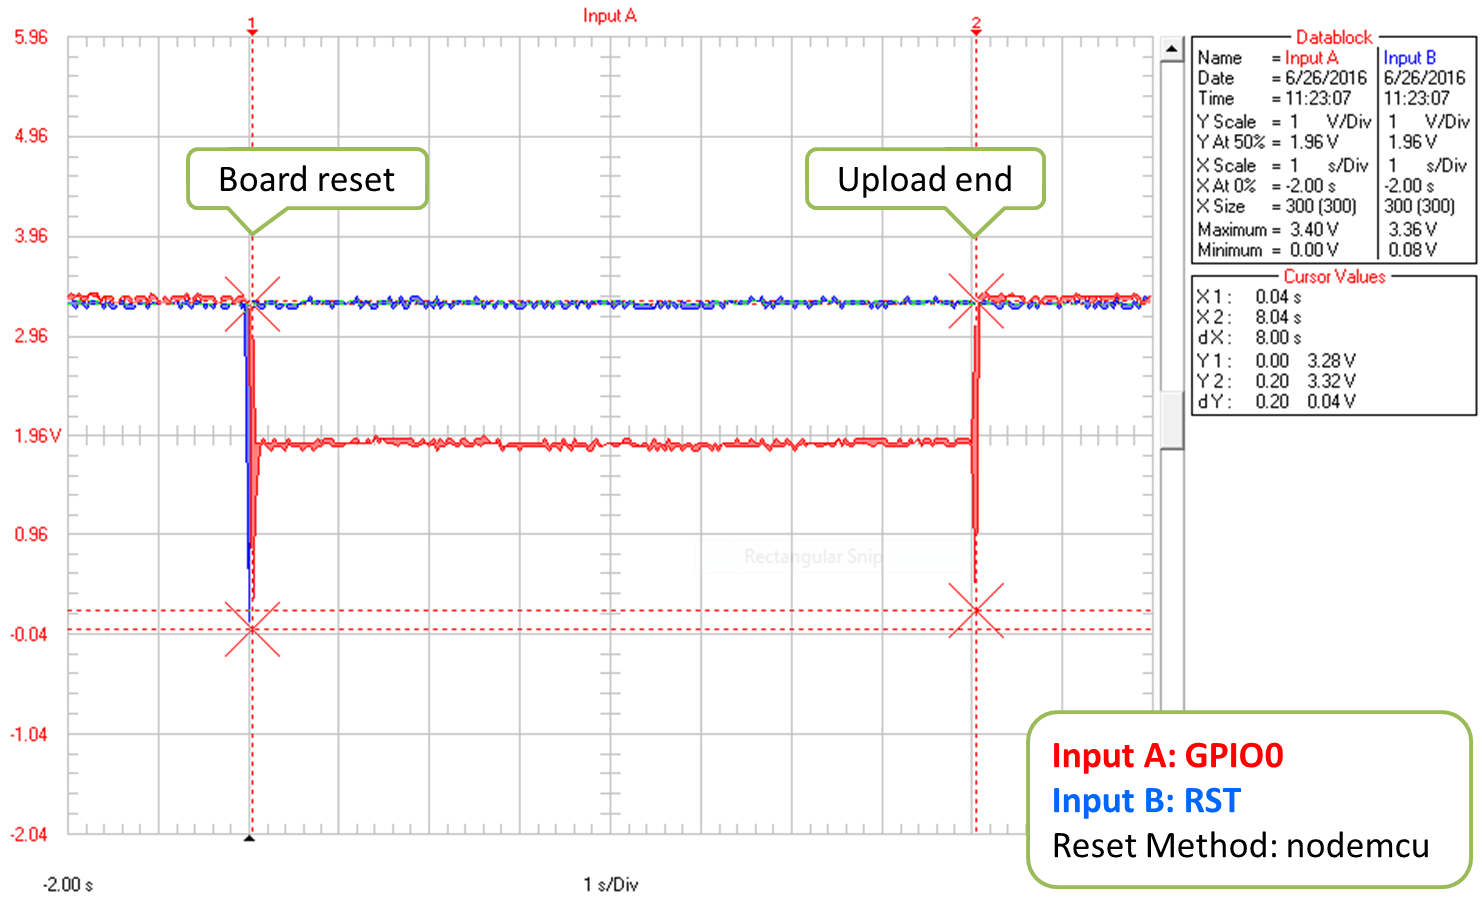 Input A
1
2
5.96
4.96
3.96
2.96
1.96V
0.96
-0.04
-1.04
-2.04
Board reset
Upload end
Rectangular Snip
-2.00 s
1 s/Div
Datablock
Name = Input A Input B
Date = 6/26/2016 6/26/2016
Time = 11:23:07 11:23:07
Y Scale = 1 V/Div 1 V/Div
Y At 50% = 1.96 V 1.96 V
X Scale = 1 s/Div 1 s/Div
X At 0% = -2.00 s -2.00 s
X Size = 300 (300) 300 (300)
Maximum = 3.40 V 3.36 V
Minimum = 0.00 V 0.08 V
Cursor Values
X1: 0.04 s
X2: 8.04 s
dX: 8.00 s
Y1: 0.00 3.28 V
Y2: 0.20 3.32 V
dY: 0.20 0.04 V
Input A: GPIO0
Input B: RST
Reset Method: nodemcu